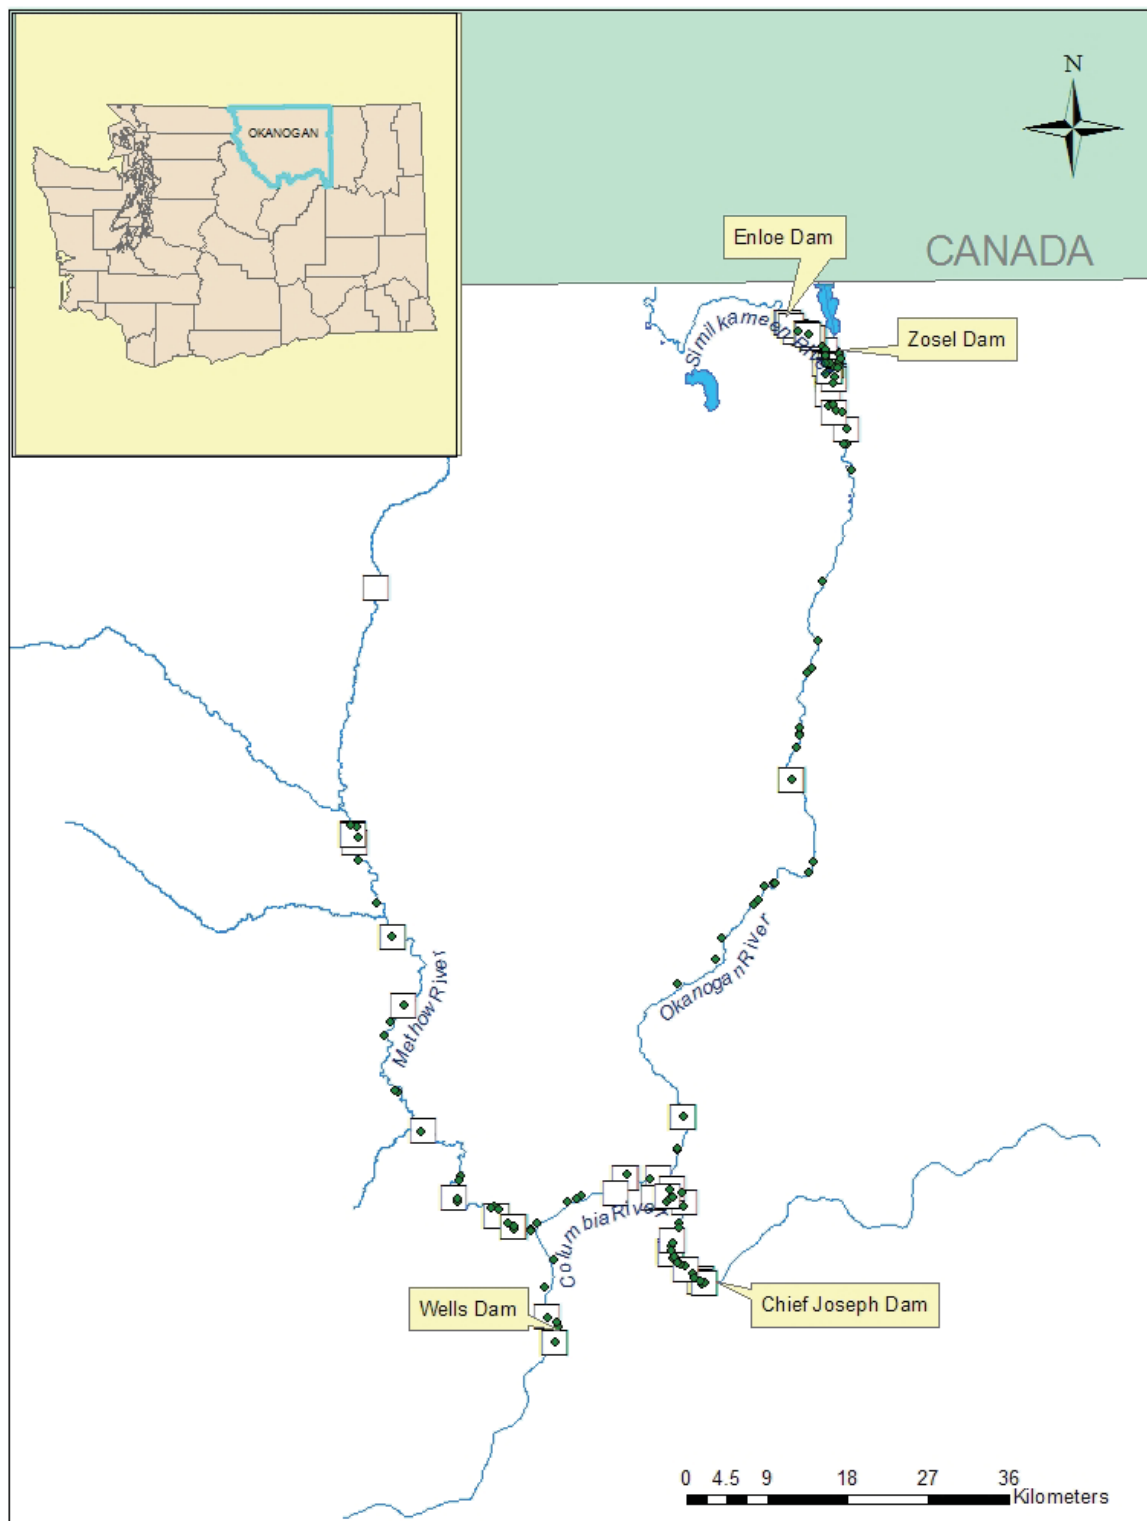 OKANOGAN
N
Enloe Dam
CANADA
Similkameen River
Zosel Dam
Methow River
Okanogan River
Columbia River
Wells Dam
Chief Joseph Dam
0 4.5 9 18 27 36
Kilometers